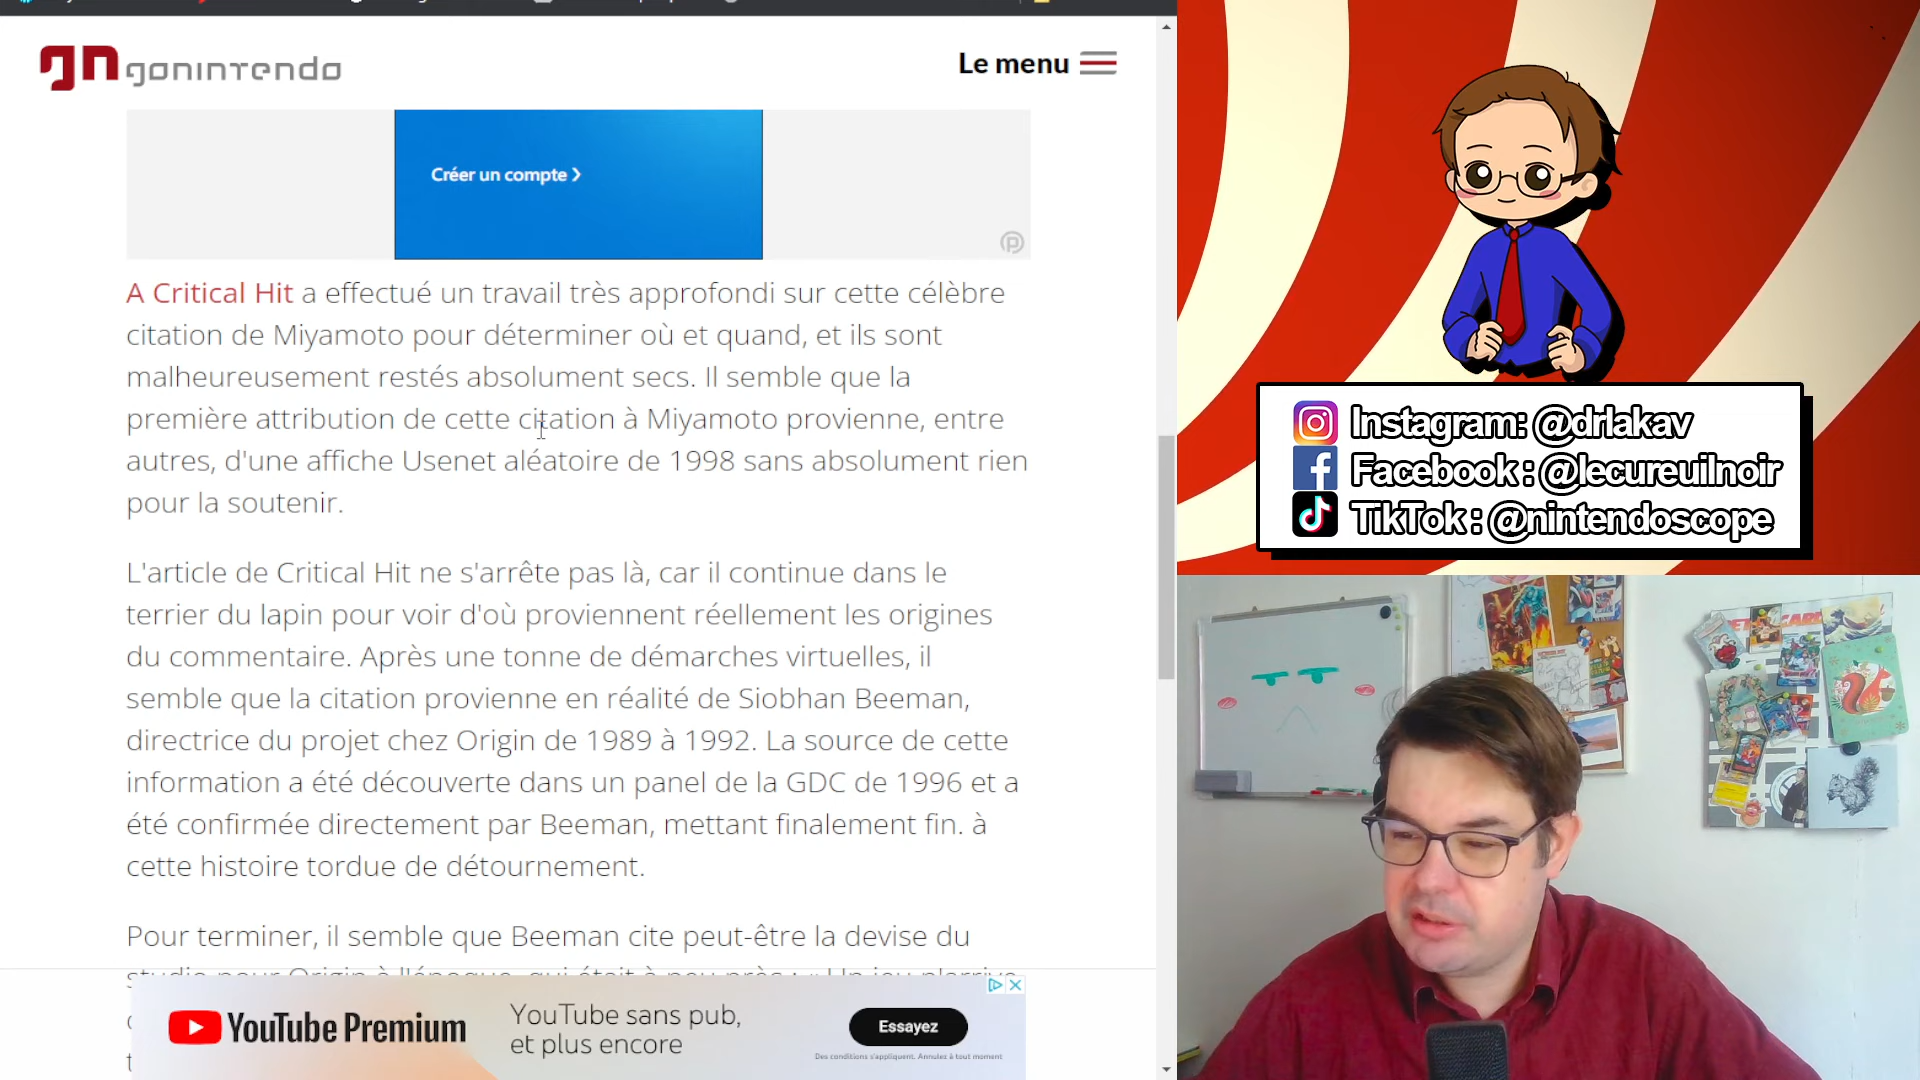 gonintendo
Le menu
Créer un compte
A Critical Hit a effectué un travail très approfondi sur cette célèbre
citation de Miyamoto pour déterminer où et quand, et ils sont
malheureusement restés absolument secs. Il semble que la
première attribution de cette citation à Miyamoto provienne, entre
autres, d'une affiche Usenet aléatoire de 1998 sans absolument rien
pour la soutenir.
L'article de Critical Hit ne s'arrête pas là, car il continue dans le
terrier du lapin pour voir d'où proviennent réellement les origines
du commentaire. Après une tonne de démarches virtuelles, il
semble que la citation provienne en réalité de Siobhan Beeman,
directrice du projet chez Origin de 1989 à 1992. La source de cette
information a été découverte dans un panel de la GDC de 1996 et a
été confirmée directement par Beeman, mettant finalement fin. à
cette histoire tordue de détournement.
Pour terminer, il semble que Beeman cite peut-être la devise du
YouTube Premium
YouTube sans pub,
et plus encore
Essayez
Des conditions s'appliquent. Annulez à tout moment
Instagram: @drlakav
Facebook : @lecureuilnoir
TikTok : @nintendoscope